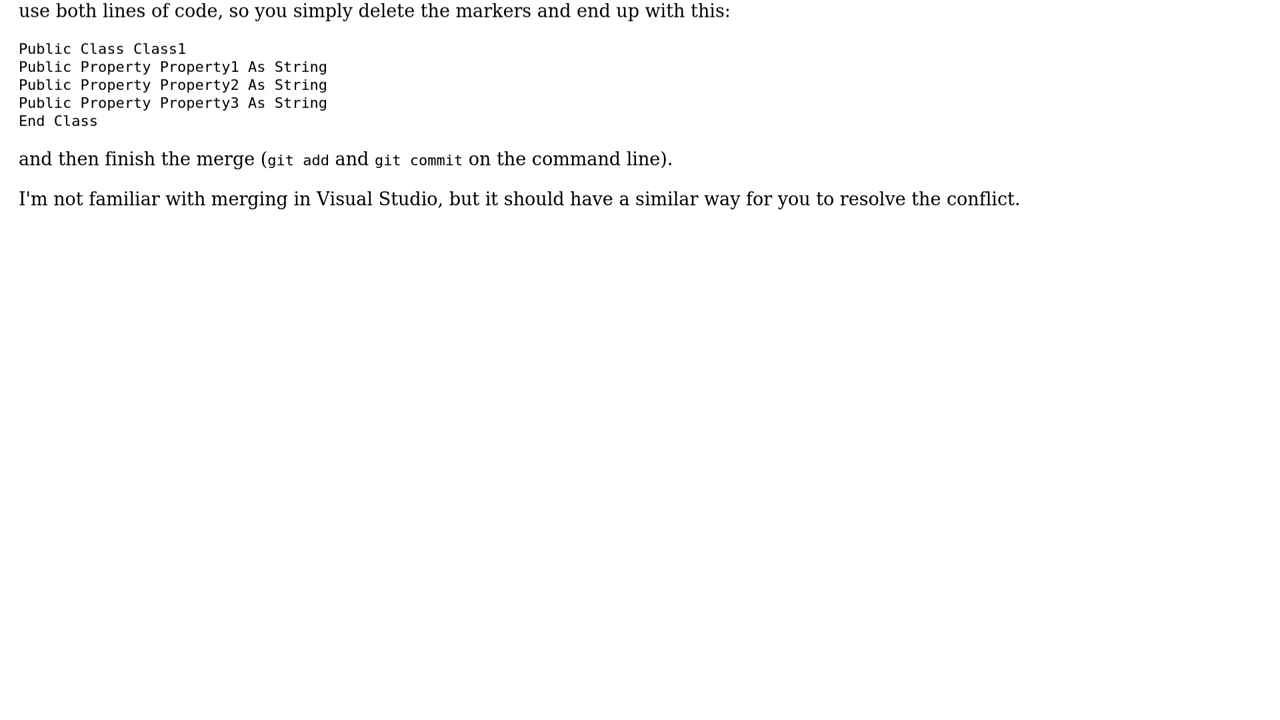 use both lines of code, so you simply delete the markers and end up with this:
Public Class Class1
Public Property Property1 As String
Public Property Property2 As String
Public Property Property3 As String
End Class
and then finish the merge (git add and git commit on the command line).
I'm not familiar with merging in Visual Studio, but it should have a similar way for you to resolve the conflict.